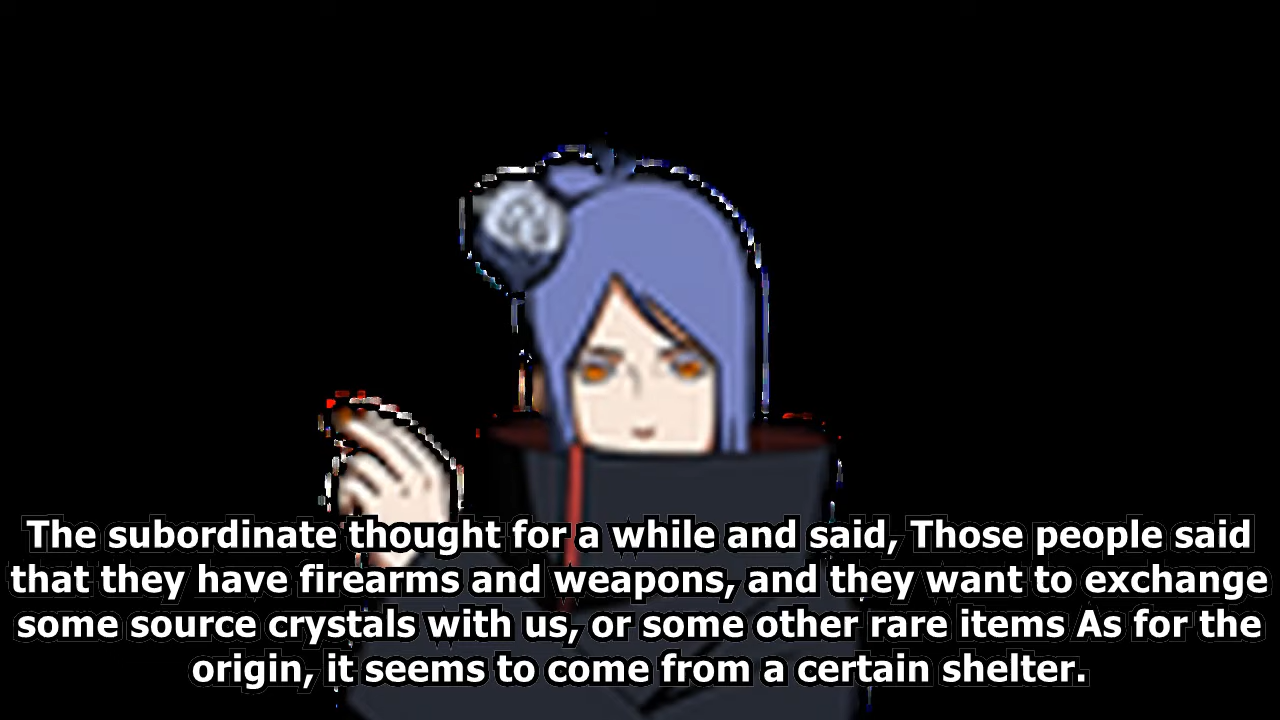 The subordinate thought for a while and said, Those people said
that they have firearms and weapons, and they want to exchange
some source crystals with us, or some other rare items As for the
origin, it seems to come from a certain shelter.